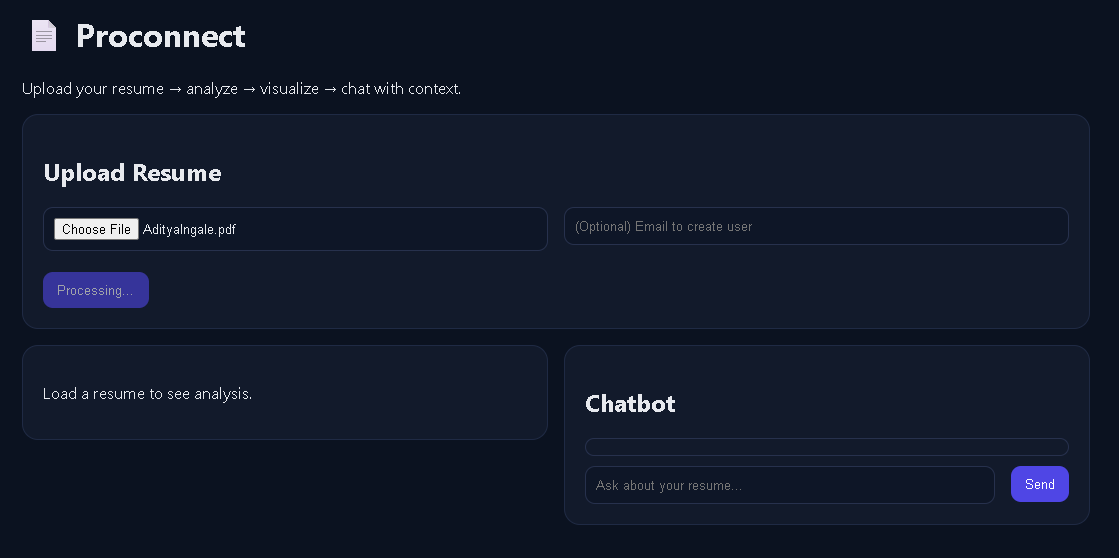 Proconnect
Upload your resume → analyze → visualize → chat with context.
Upload Resume
Choose File AdityaIngale.pdf
(Optional) Email to create user
Processing...
Load a resume to see analysis.
Chatbot
Ask about your resume...
Send